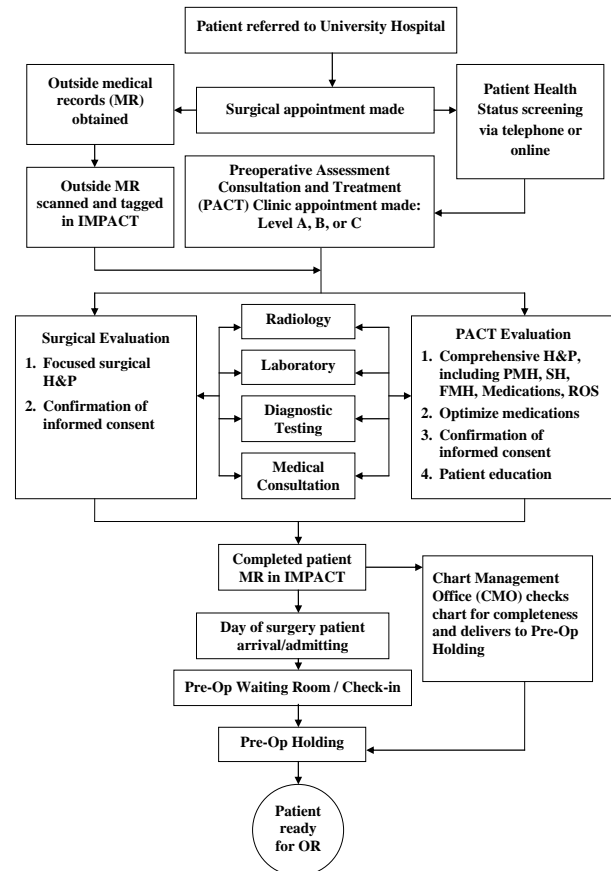 Patient referred to University Hospital
Outside medical
records (MR)
obtained
Surgical appointment made
Patient Health
Status screening
via telephone or
online
Outside MR
scanned and tagged
in IMPACT
Preoperative Assessment
Consultation and Treatment
(PACT) Clinic appointment made:
Level A, B, or C
Surgical Evaluation
1. Focused surgical
H&P
2. Confirmation of
informed consent
Radiology
Laboratory
Diagnostic
Testing
Medical
Consultation
PACT Evaluation
1. Comprehensive H&P,
including PMH, SH,
FMH, Medications, ROS
2. Optimize medications
3. Confirmation of
informed consent
4. Patient education
Completed patient
MR in IMPACT
Chart Management
Office (CMO) checks
chart for completeness
and delivers to Pre-Op
Holding
Day of surgery patient
arrival/admitting
Pre-Op Waiting Room / Check-in
Pre-Op Holding
Patient
ready
for OR